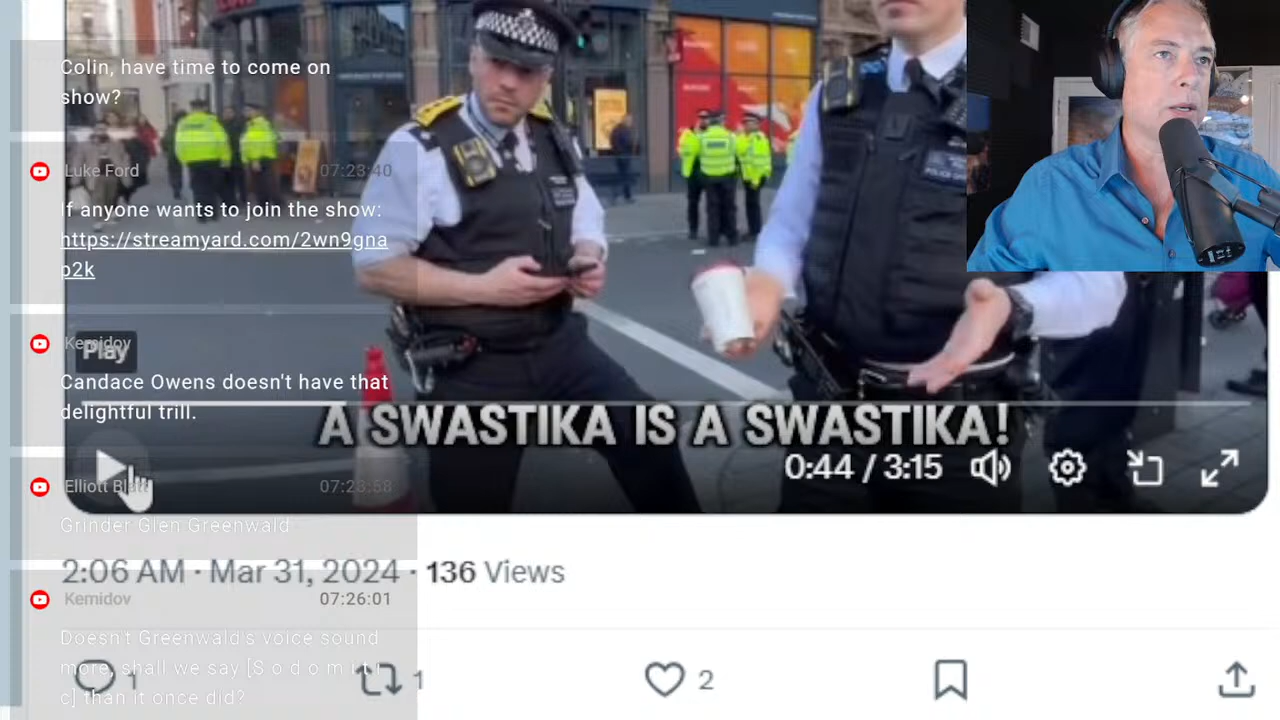 Colin, have time to come on
show?
Luke Ford 07:23:40
If anyone wants to join the show:
https://streamyard.com/2wn9gna
p2k
Kemidov
Play
Candace Owens doesn't have that
delightful trill.
A SWASTIKA IS A SWASTIKA!
0:44 / 3:15
Elliott Blatt 07:23:58
Grinder Glen Greenwald
2:06 AM · Mar 31, 2024 · 136 Views
Kemidov 07:26:01
Doesn't Greenwald's voice sound
more, shall we say [S o d o m i t i
c] than it once did?
1 1 2